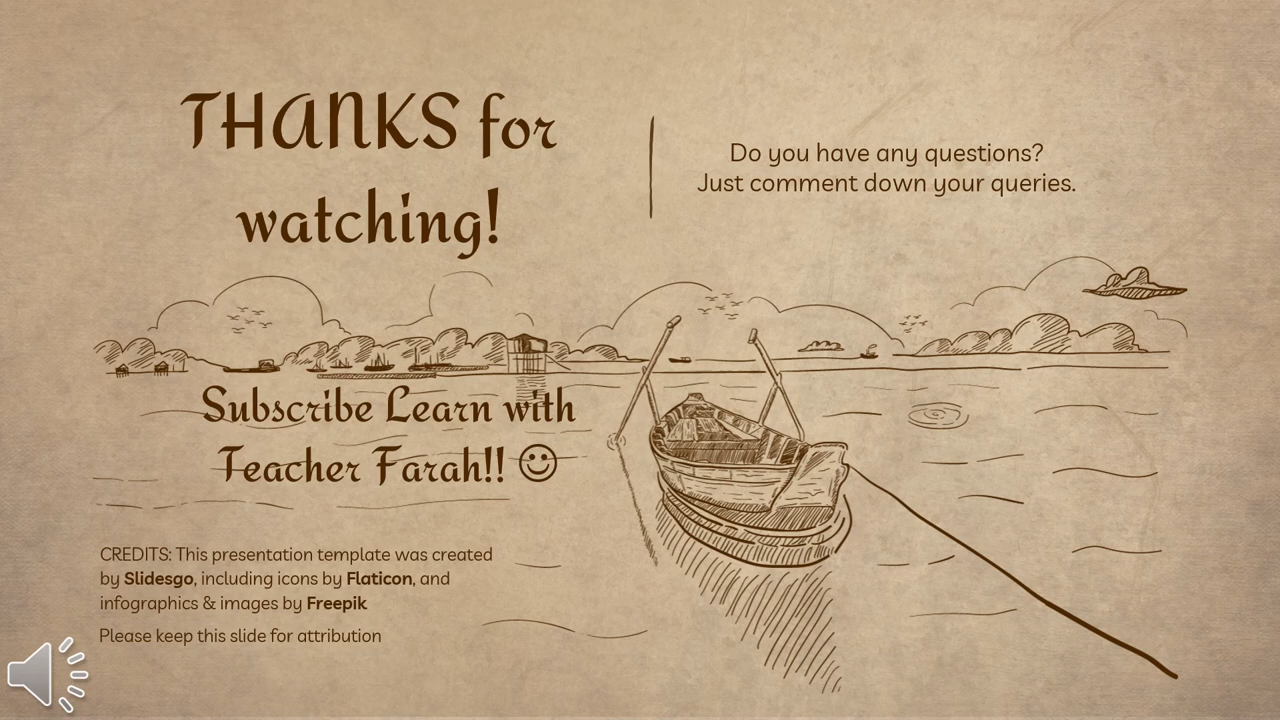 THANKS for
watching!
Do you have any questions?
Just comment down your queries.
Subscribe Learn with
Teacher Farah!! ☺
CREDITS: This presentation template was created
by Slidesgo, including icons by Flaticon, and
infographics & images by Freepik
Please keep this slide for attribution